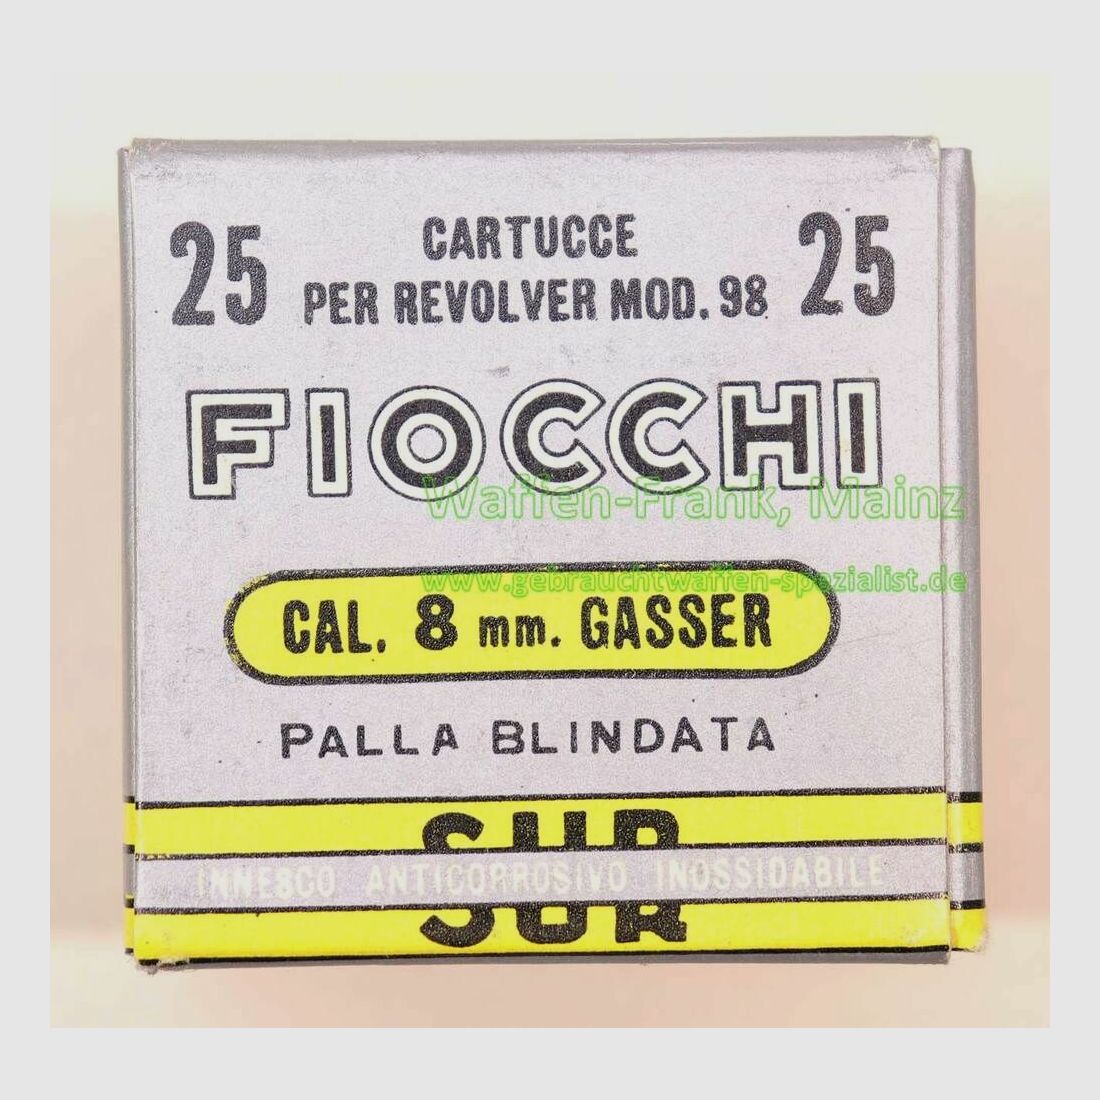 25 CARTUCCE 25
PER REVOLVER MOD. 98
FIOCCHI
Waffen-Frank, Mainz
www.gebrauchtwaffen-spezialist.de
CAL. 8 mm. GASSER
PALLA BLINDATA
SUR
INNESCO ANTICORROSIVO INOSSIDABILE